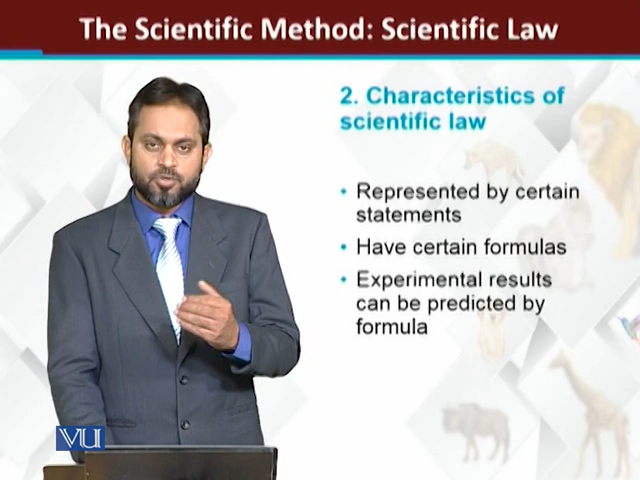 The Scientific Method: Scientific Law
2. Characteristics of
scientific law
• Represented by certain
statements
• Have certain formulas
• Experimental results
can be predicted by
formula
VU